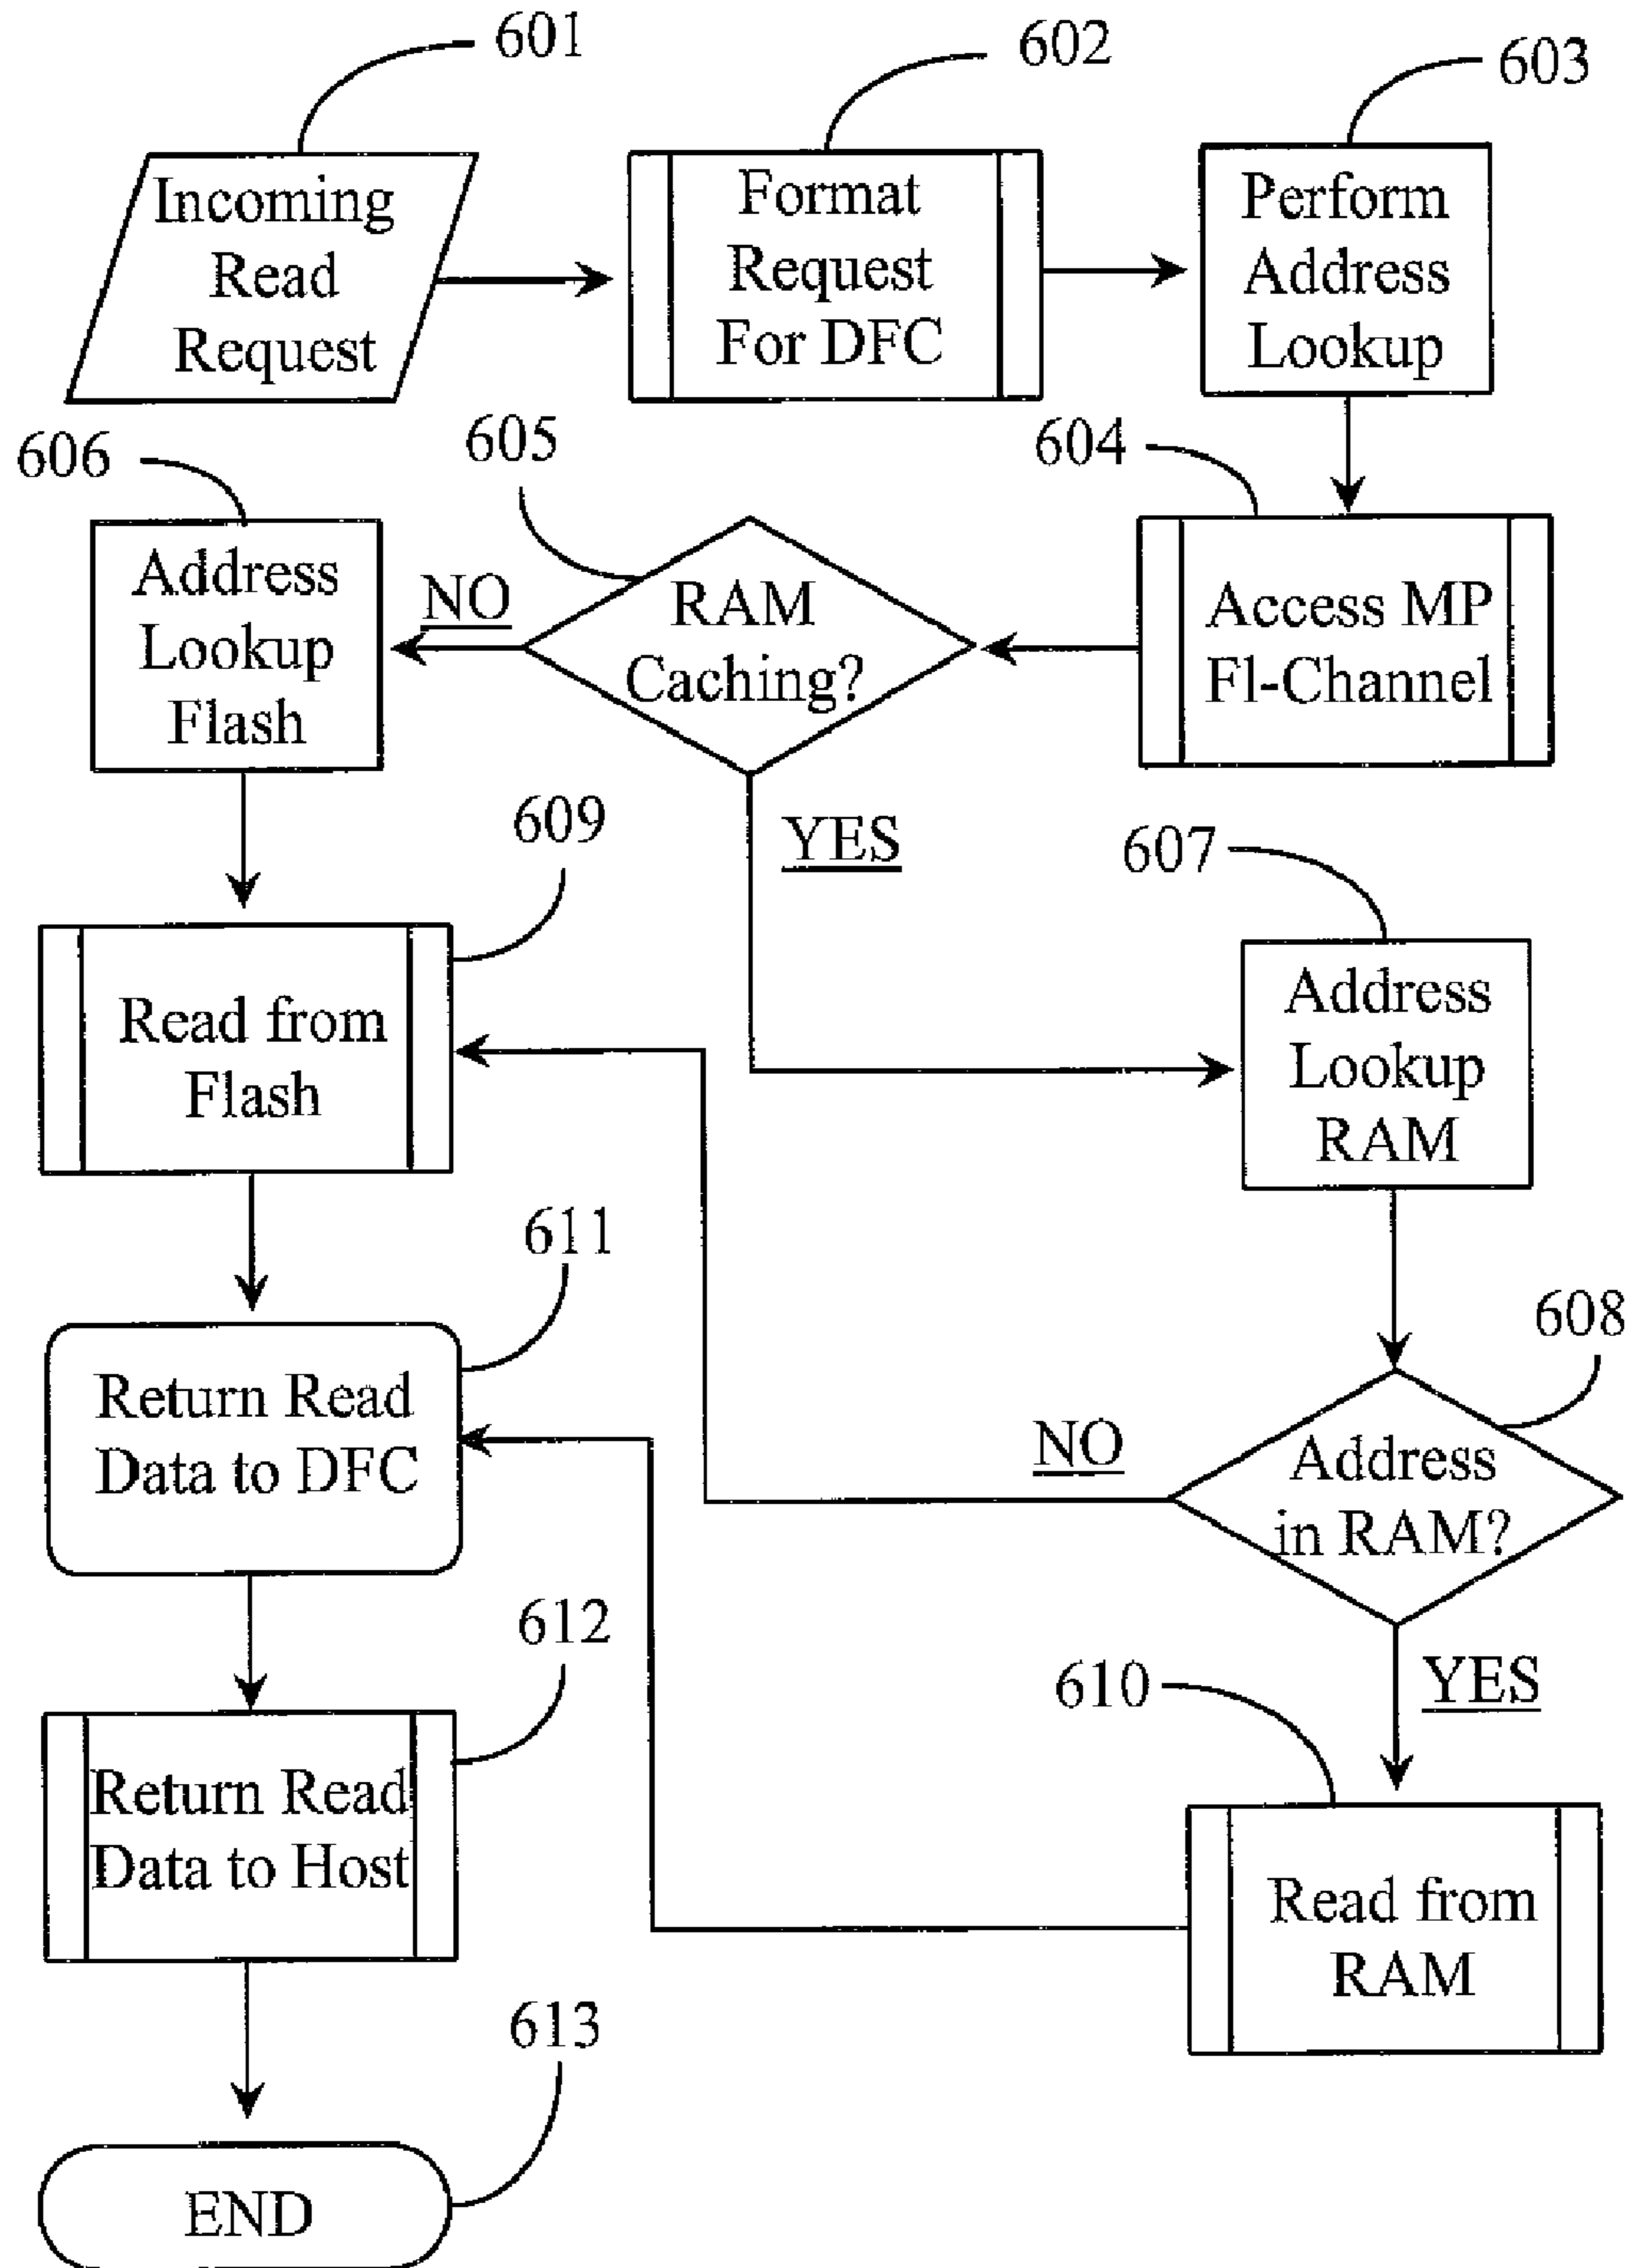 601
602
603
Incoming
Read
Request
Format
Request
For DFC
Perform
Address
Lookup
606
605
604
Address
Lookup
Flash
NO
RAM
Caching?
Access MP
Fl-Channel
YES
609
607
Read from
Flash
Address
Lookup
RAM
611
608
Return Read
Data to DFC
NO
Address
in RAM?
612
610
YES
Return Read
Data to Host
Read from
RAM
613
END